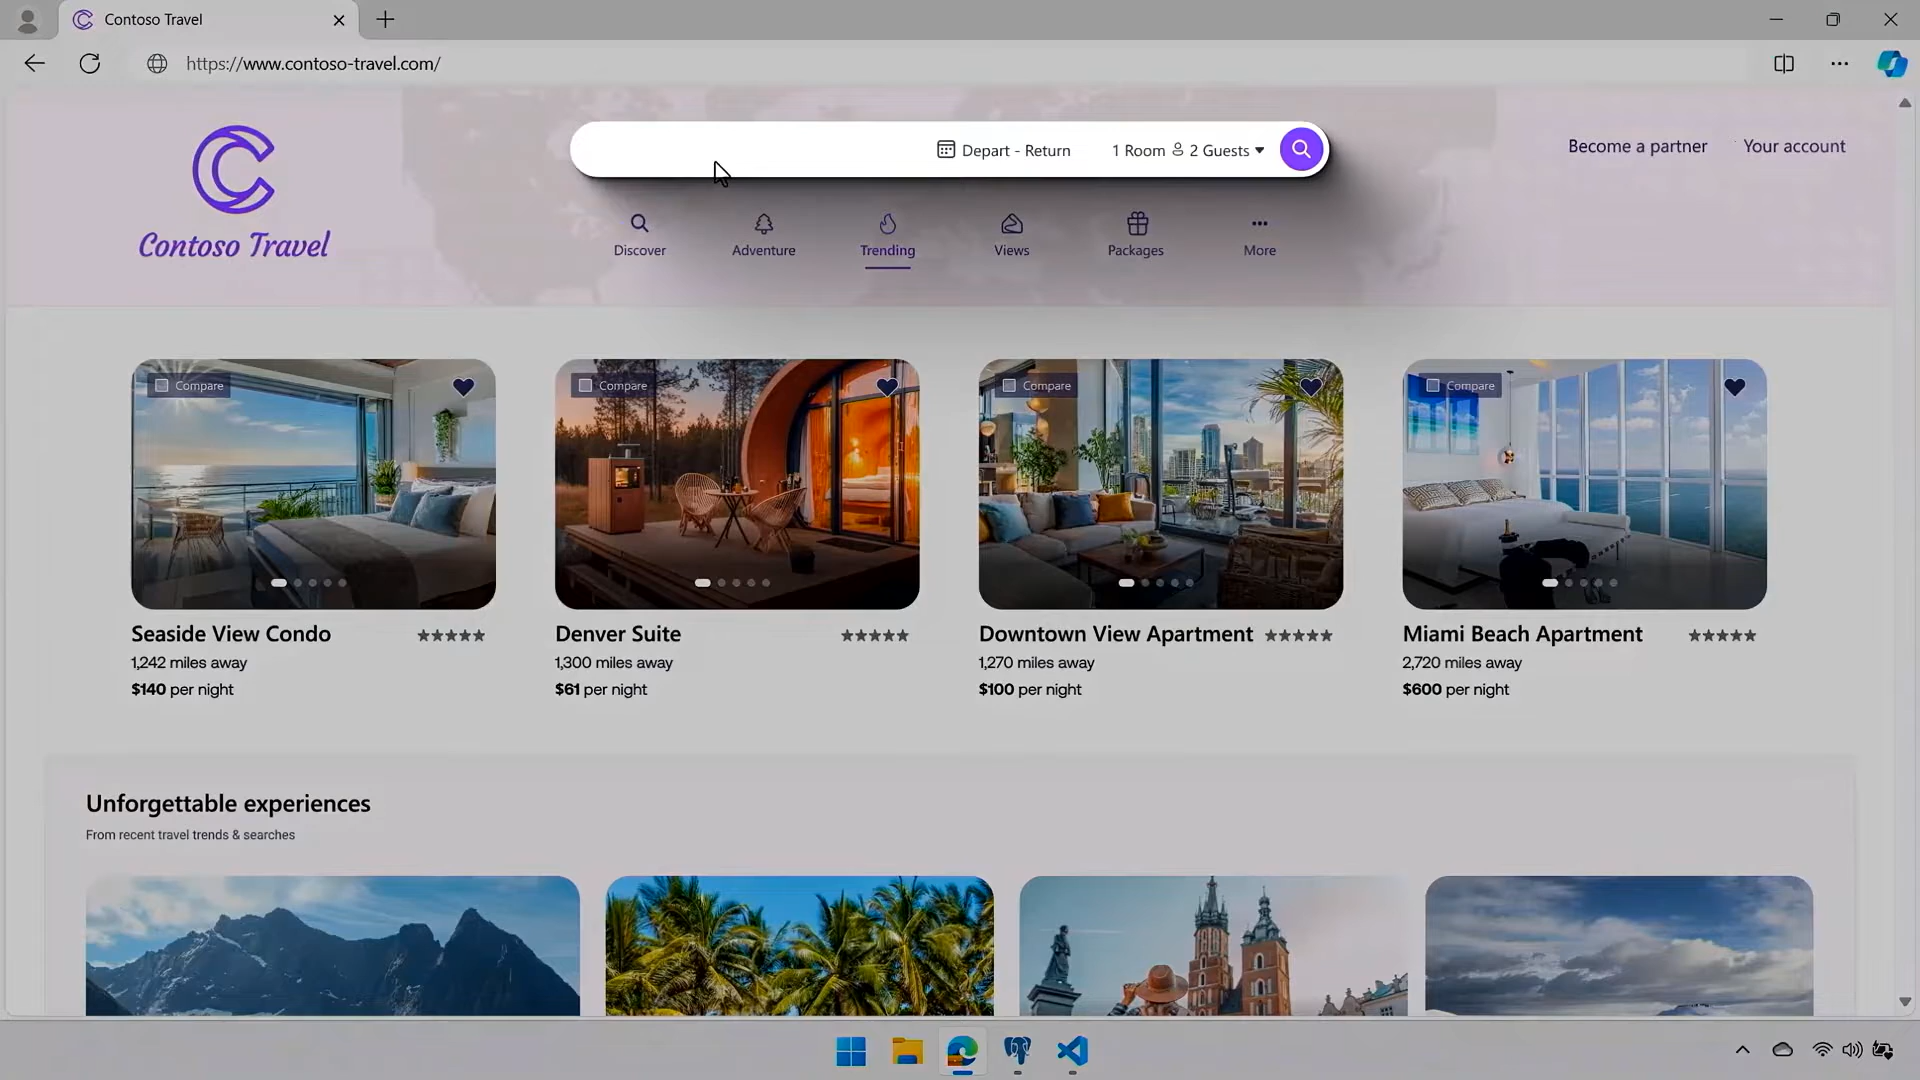 Contoso Travel
https://www.contoso-travel.com/
Depart - Return
1 Room 2 Guests
Become a partner
Your account
Contoso Travel
Discover
Adventure
Trending
Views
Packages
More
Compare
Compare
Compare
Compare
Seaside View Condo
1,242 miles away
$140 per night
Denver Suite
1,300 miles away
$61 per night
Downtown View Apartment
1,270 miles away
$100 per night
Miami Beach Apartment
2,720 miles away
$600 per night
Unforgettable experiences
From recent travel trends & searches